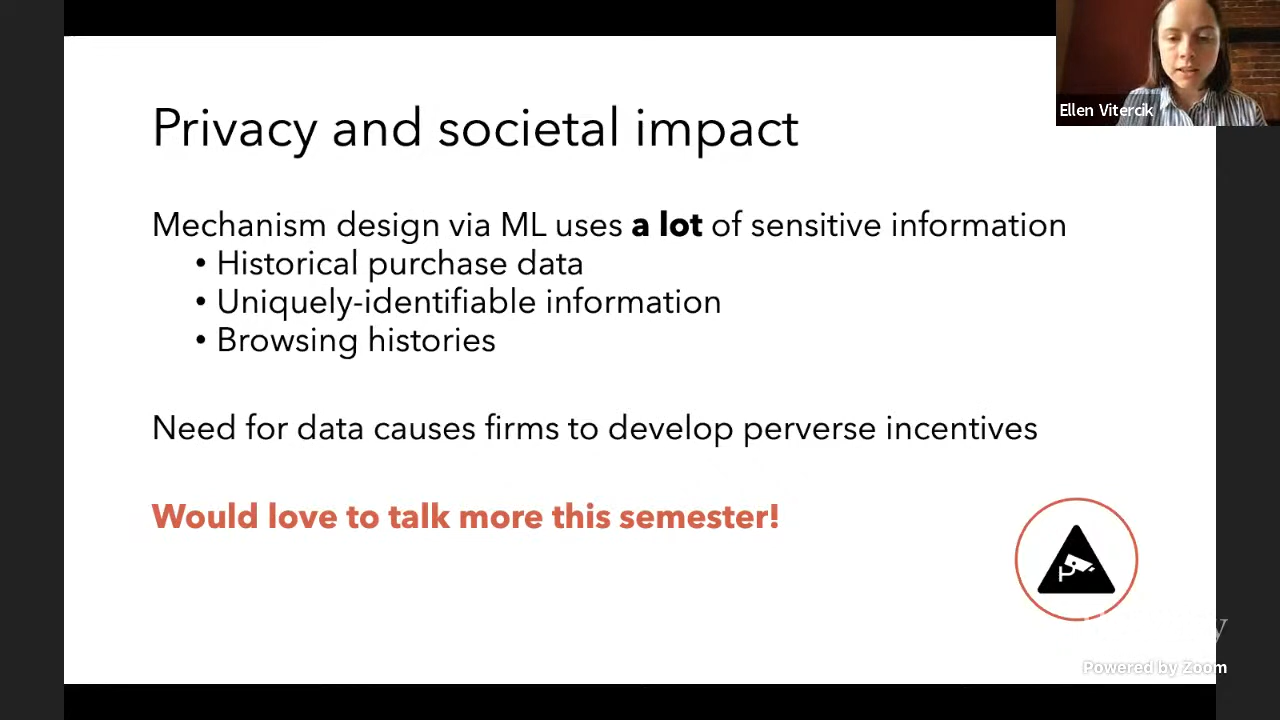 Ellen Vitercik
Privacy and societal impact
Mechanism design via ML uses a lot of sensitive information
• Historical purchase data
• Uniquely-identifiable information
• Browsing histories
Need for data causes firms to develop perverse incentives
Would love to talk more this semester!
Powered by Zoom